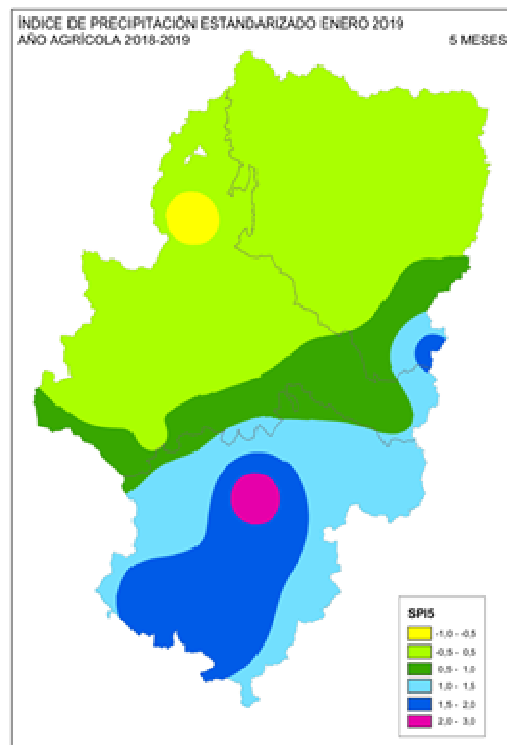 ÍNDICE DE PRECIPITACIÓN ESTANDARIZADO ENERO 2019
AÑO AGRÍCOLA 2018-2019 5 MESES
SPI5
-1,0 - -0,5
-0,5 - 0,5
0,5 - 1,0
1,0 - 1,5
1,5 - 2,0
2,0 - 3,0